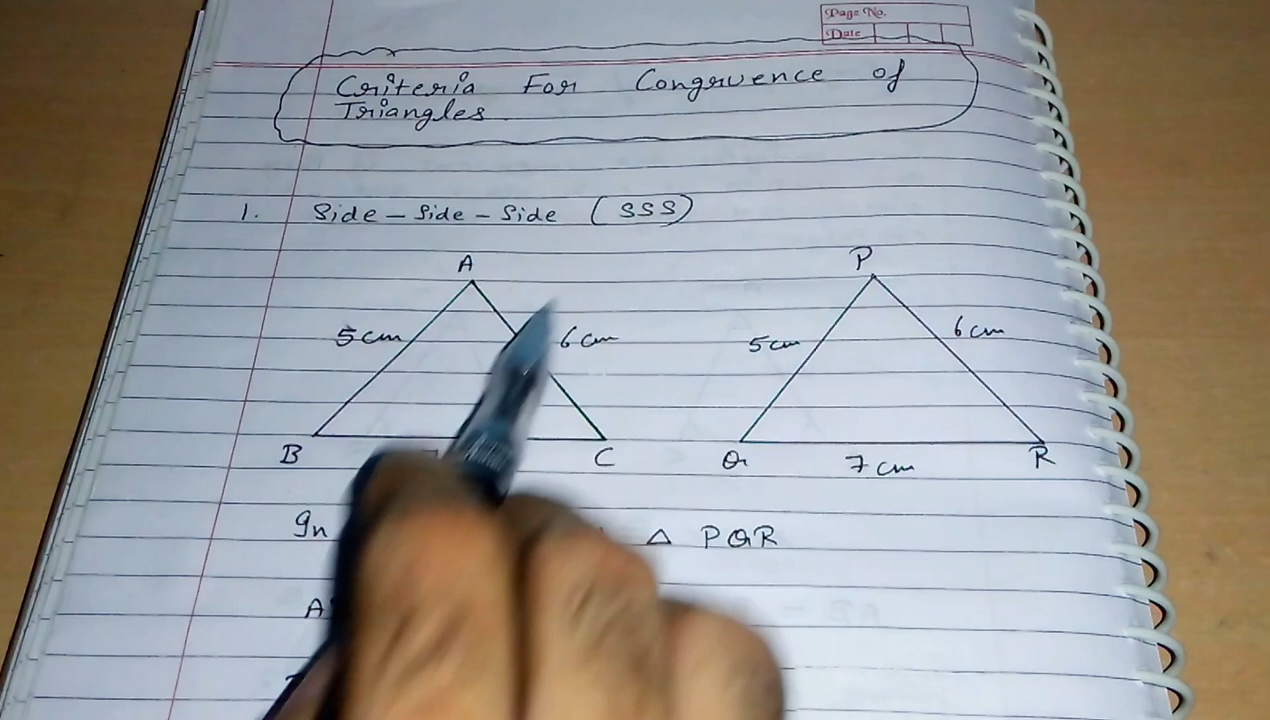 Page No.
Date
Criteria For Congruence of
Triangles
1. Side - Side - Side (SSS)
A
P
5cm
6cm
5cm
6cm
B
C
Q
7cm
R
In
△ PQR
A